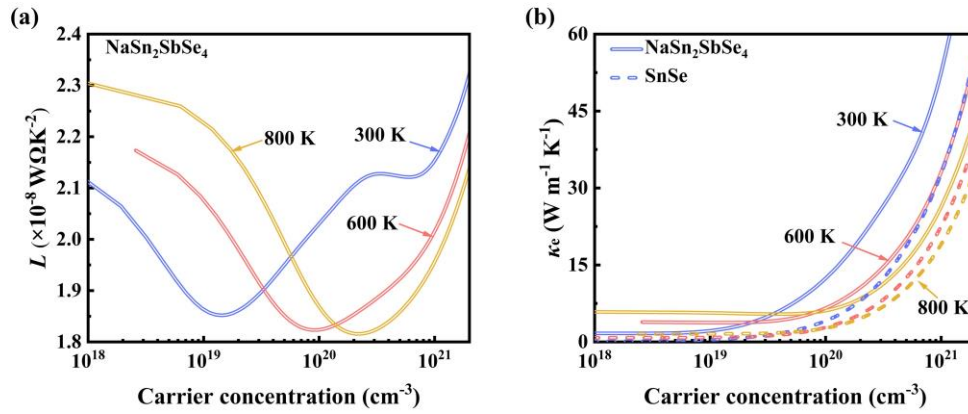 (a)
2.4
NaSn₂SbSe₄
2.3
2.2
2.1
2.0
1.9
1.8
L (×10⁻⁸ WΩK⁻²)
800 K
300 K
600 K
10¹⁸
10¹⁹
10²⁰
10²¹
Carrier concentration (cm⁻³)
(b)
60
45
30
15
0
κe (W m⁻¹ K⁻¹)
NaSn₂SbSe₄
SnSe
300 K
600 K
800 K
10¹⁸
10¹⁹
10²⁰
10²¹
Carrier concentration (cm⁻³)